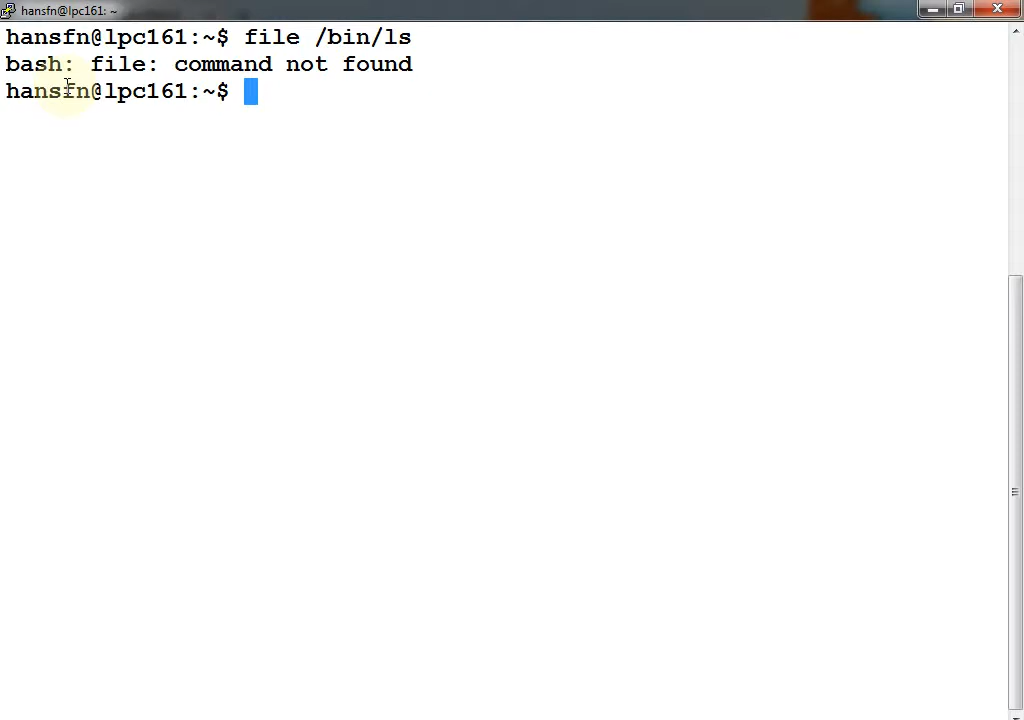 hansfn@lpc161: ~
hansfn@lpc161:~$ file /bin/ls
bash: file: command not found
hansfn@lpc161:~$